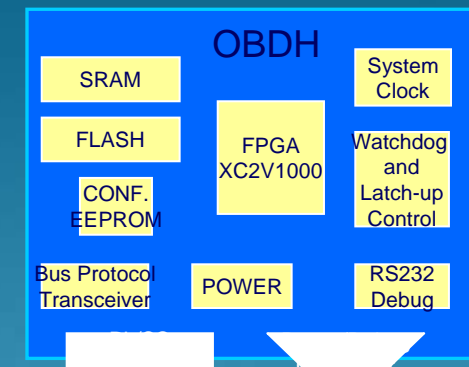 OBDH
SRAM
System
Clock
FLASH
FPGA
XC2V1000
Watchdog
and
Latch-up
Control
CONF.
EEPROM
Bus Protocol
Transceiver
POWER
RS232
Debug